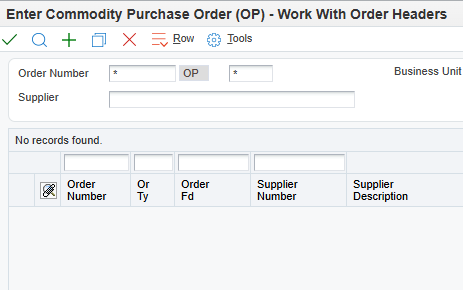 Enter Commodity Purchase Order (OP) - Work With Order Headers
Row Tools
Order Number * OP * Business Unit
Supplier
No records found.
Order Number Or Ty Order Fd Supplier Number Supplier Description